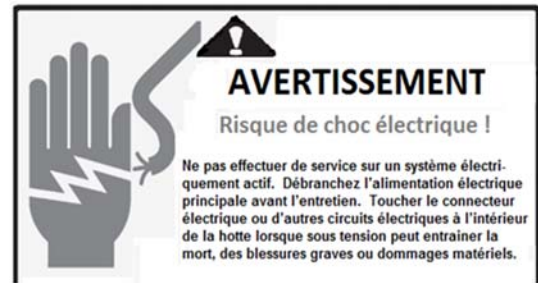 AVERTISSEMENT
Risque de choc électrique !
Ne pas effectuer de service sur un système électri-
quement actif. Débranchez l'alimentation électrique
principale avant l'entretien. Toucher le connecteur
électrique ou d'autres circuits électriques à l'intérieur
de la hotte lorsque sous tension peut entrainer la
mort, des blessures graves ou dommages matériels.